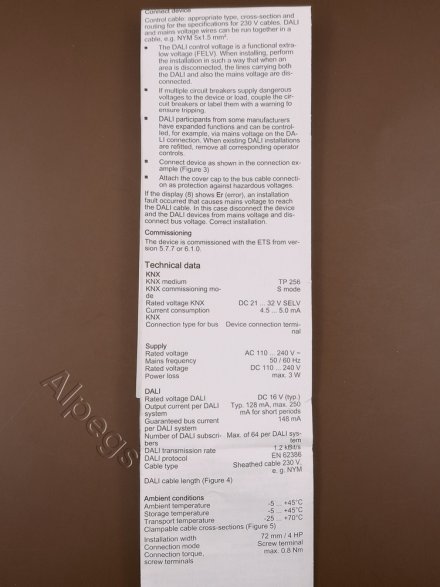 Connect device
Control cable: appropriate type, cross-section and
routing for the specifications for 230 V cables. DALI
and mains voltage wires can be run together in a
cable, e.g. NYM 5x1.5 mm².
■ The DALI control voltage is a functional extra-
low voltage (FELV). When installing, perform
the installation in such a way that when an
area is disconnected, the lines carrying both
the DALI and also the mains voltage are dis-
connected.
■ If multiple circuit breakers supply dangerous
voltages to the device or load, couple the cir-
cuit breakers or label them with a warning to
ensure tripping.
■ DALI participants from some manufacturers
have expanded functions and can be control-
led, for example, via mains voltage on the DA-
LI connection. When existing DALI installations
are refitted, remove all corresponding operator
controls.
■ Connect device as shown in the connection ex-
ample (Figure 3)
■ Attach the cover cap to the bus cable connecti-
on as protection against hazardous voltages.
If the display (8) shows Er (error), an installation
fault occurred that causes mains voltage to reach
the DALI cable. In this case disconnect the device
and the DALI devices from mains voltage and dis-
connect bus voltage. Correct installation.
Commissioning
The device is commissioned with the ETS from ver-
sion 5.7.7 or 6.1.0.
Technical data
KNX
KNX medium TP 256
KNX commissioning mo- S mode
de
Rated voltage KNX DC 21 ... 32 V SELV
Current consumption 4.5 ... 5.0 mA
KNX
Connection type for bus Device connection termi-
nal
Supply
Rated voltage AC 110 ... 240 V ~
Mains frequency 50 / 60 Hz
Rated voltage DC 110 ... 240 V
Power loss max. 3 W
DALI
Rated voltage DALI DC 16 V (typ.)
Output current per DALI Typ. 128 mA, max. 250
system mA for short periods
Guaranteed bus current 148 mA
per DALI system
Number of DALI subscri- Max. of 64 per DALI sys-
bers tem
DALI transmission rate 1.2 kBit/s
DALI protocol EN 62386
Cable type Sheathed cable 230 V,
e. g. NYM
DALI cable length (Figure 4)
Ambient conditions
Ambient temperature -5 ... +45°C
Storage temperature -5 ... +45°C
Transport temperature -25 ... +70°C
Clampable cable cross-sections (Figure 5)
Installation width 72 mm / 4 HP
Connection mode Screw terminal
Connection torque, max. 0.8 Nm
screw terminals
Alpegs